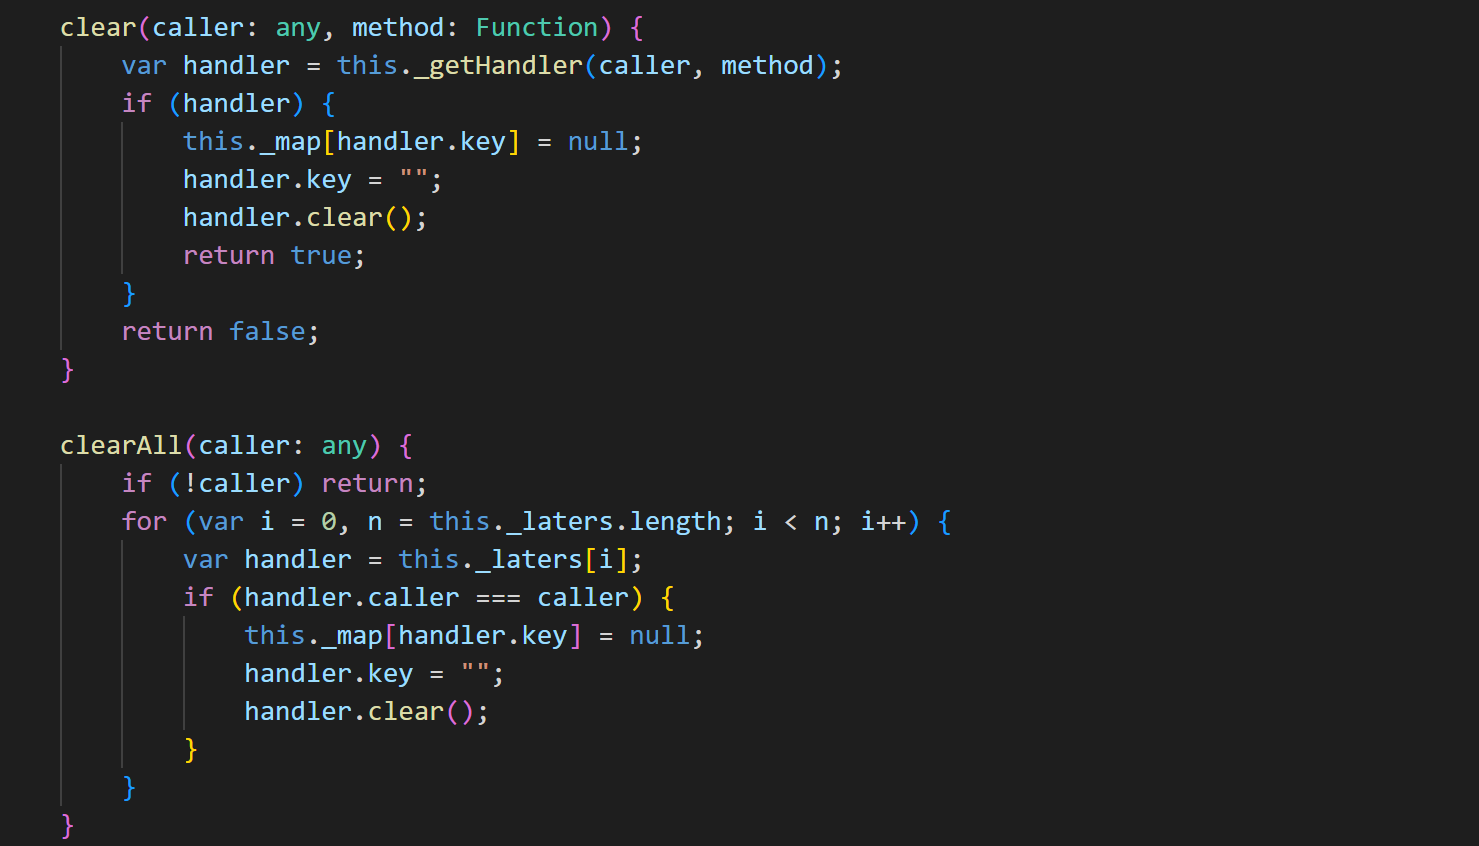 clear(caller: any, method: Function) {
    var handler = this._getHandler(caller, method);
    if (handler) {
        this._map[handler.key] = null;
        handler.key = "";
        handler.clear();
        return true;
    }
    return false;
}

clearAll(caller: any) {
    if (!caller) return;
    for (var i = 0, n = this._laters.length; i < n; i++) {
        var handler = this._laters[i];
        if (handler.caller === caller) {
            this._map[handler.key] = null;
            handler.key = "";
            handler.clear();
        }
    }
}